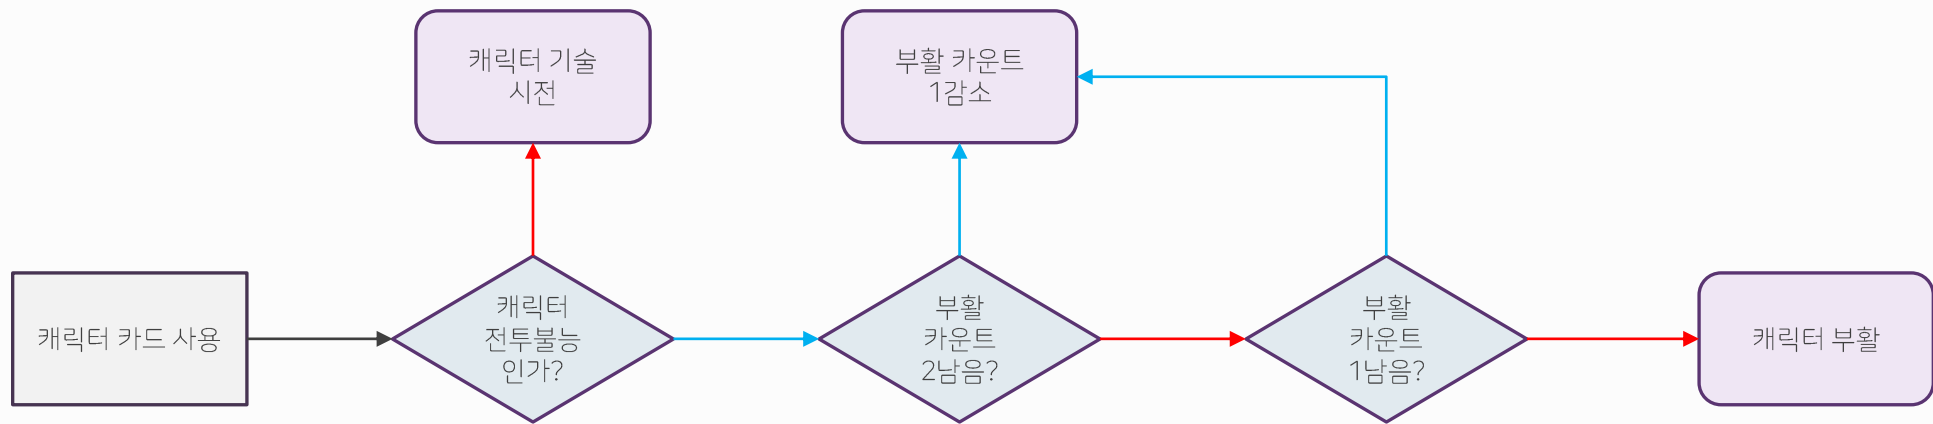 캐릭터 기술
시전
부활 카운트
1감소
캐릭터 카드 사용
캐릭터
전투불능
인가?
부활
카운트
2남음?
부활
카운트
1남음?
캐릭터 부활